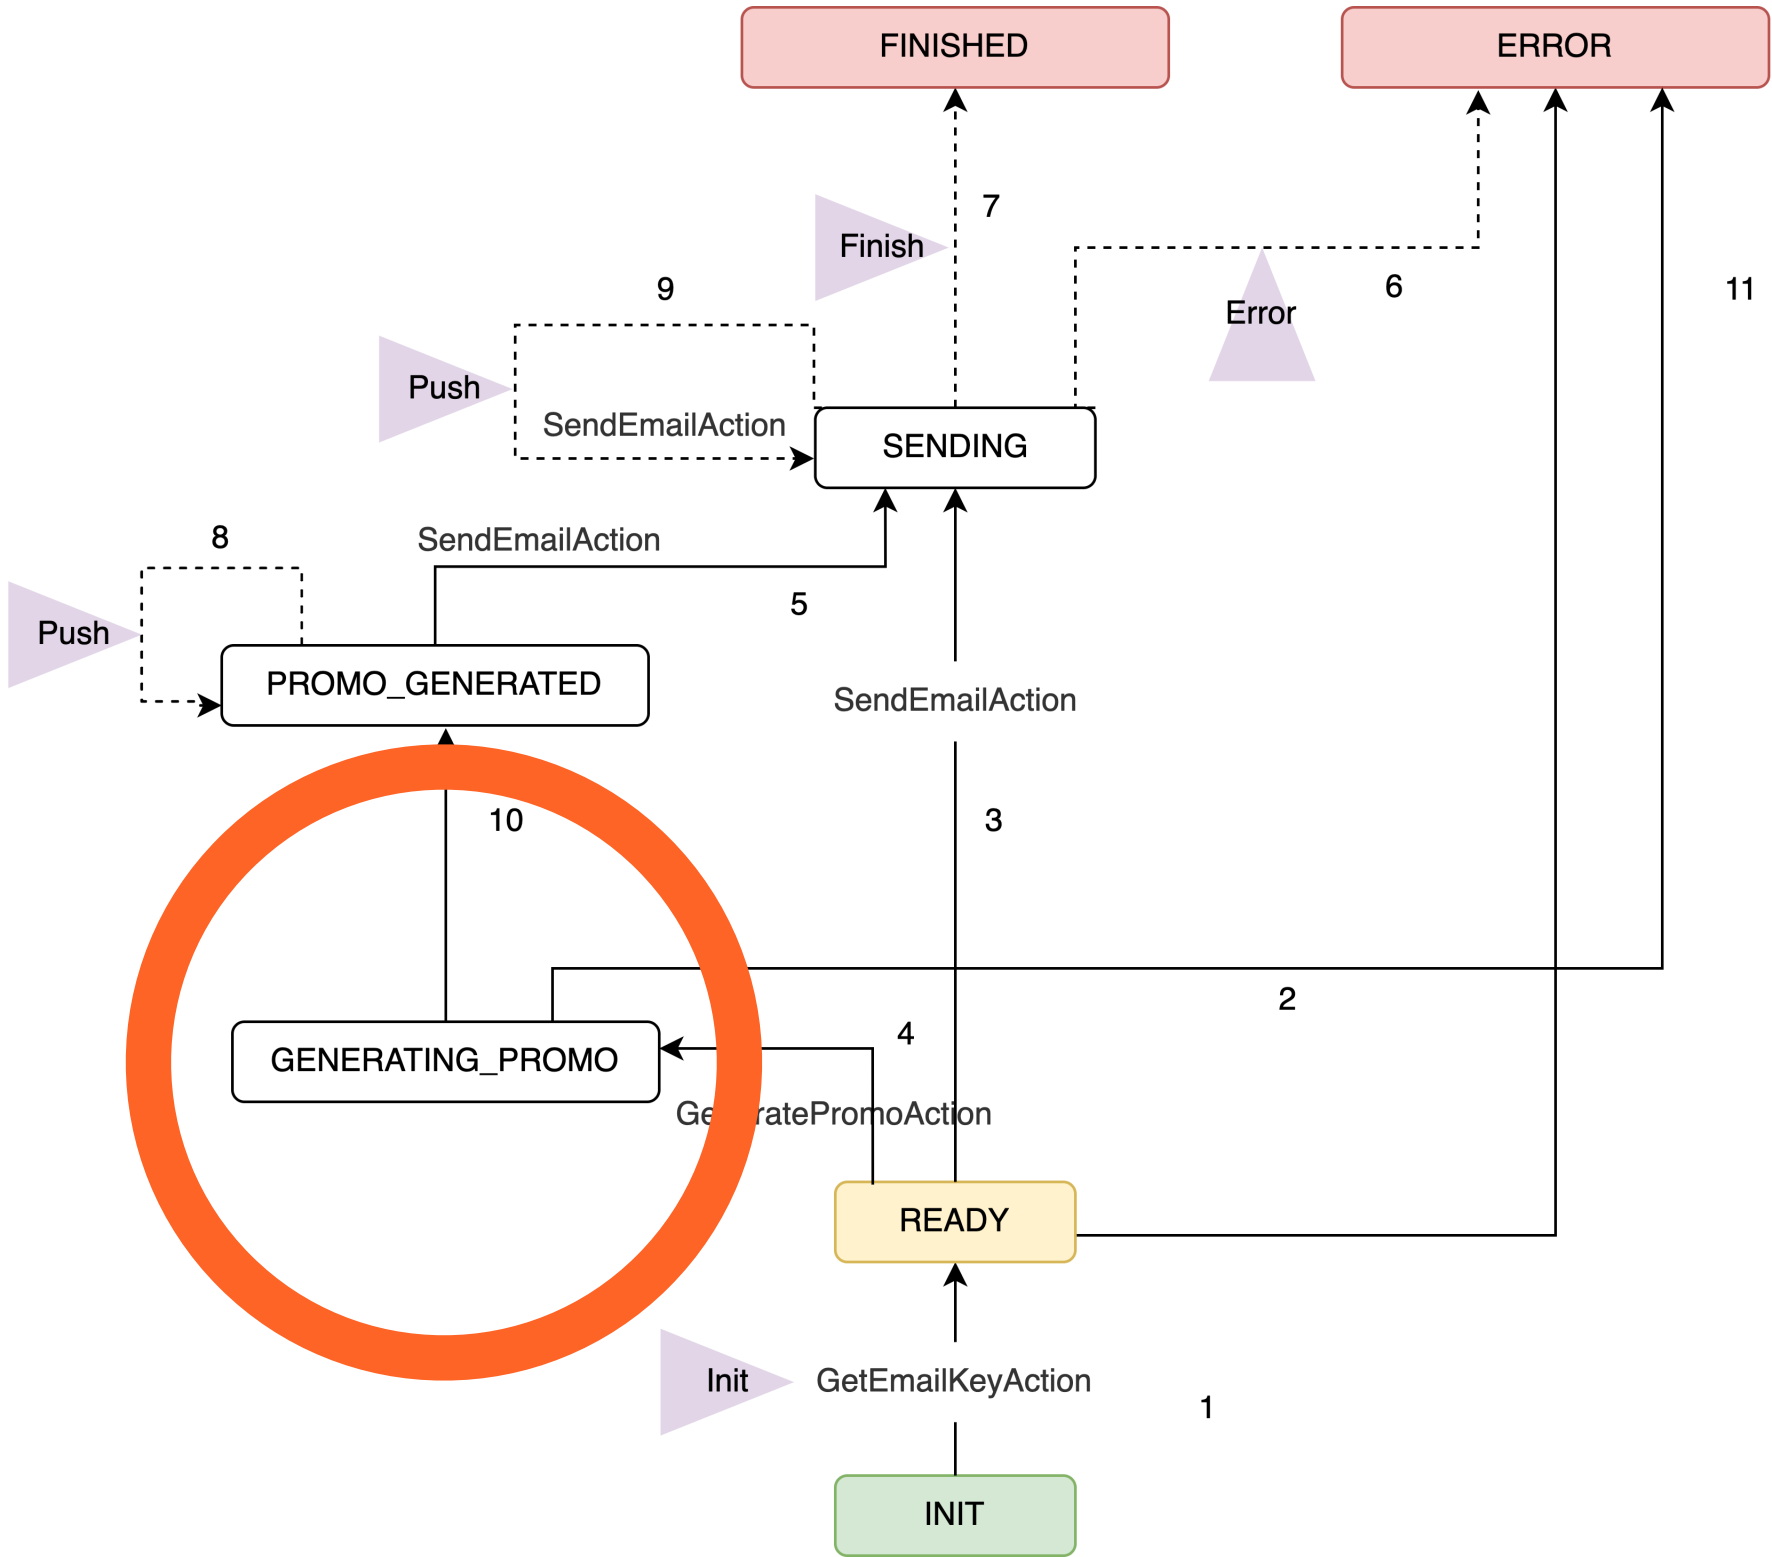 FINISHED
ERROR
7
Finish
9
6
11
Error
Push
SendEmailAction
SENDING
8
SendEmailAction
5
Push
PROMO_GENERATED
SendEmailAction
10
3
2
4
GENERATING_PROMO
READY
Init
GetEmailKeyAction
1
INIT